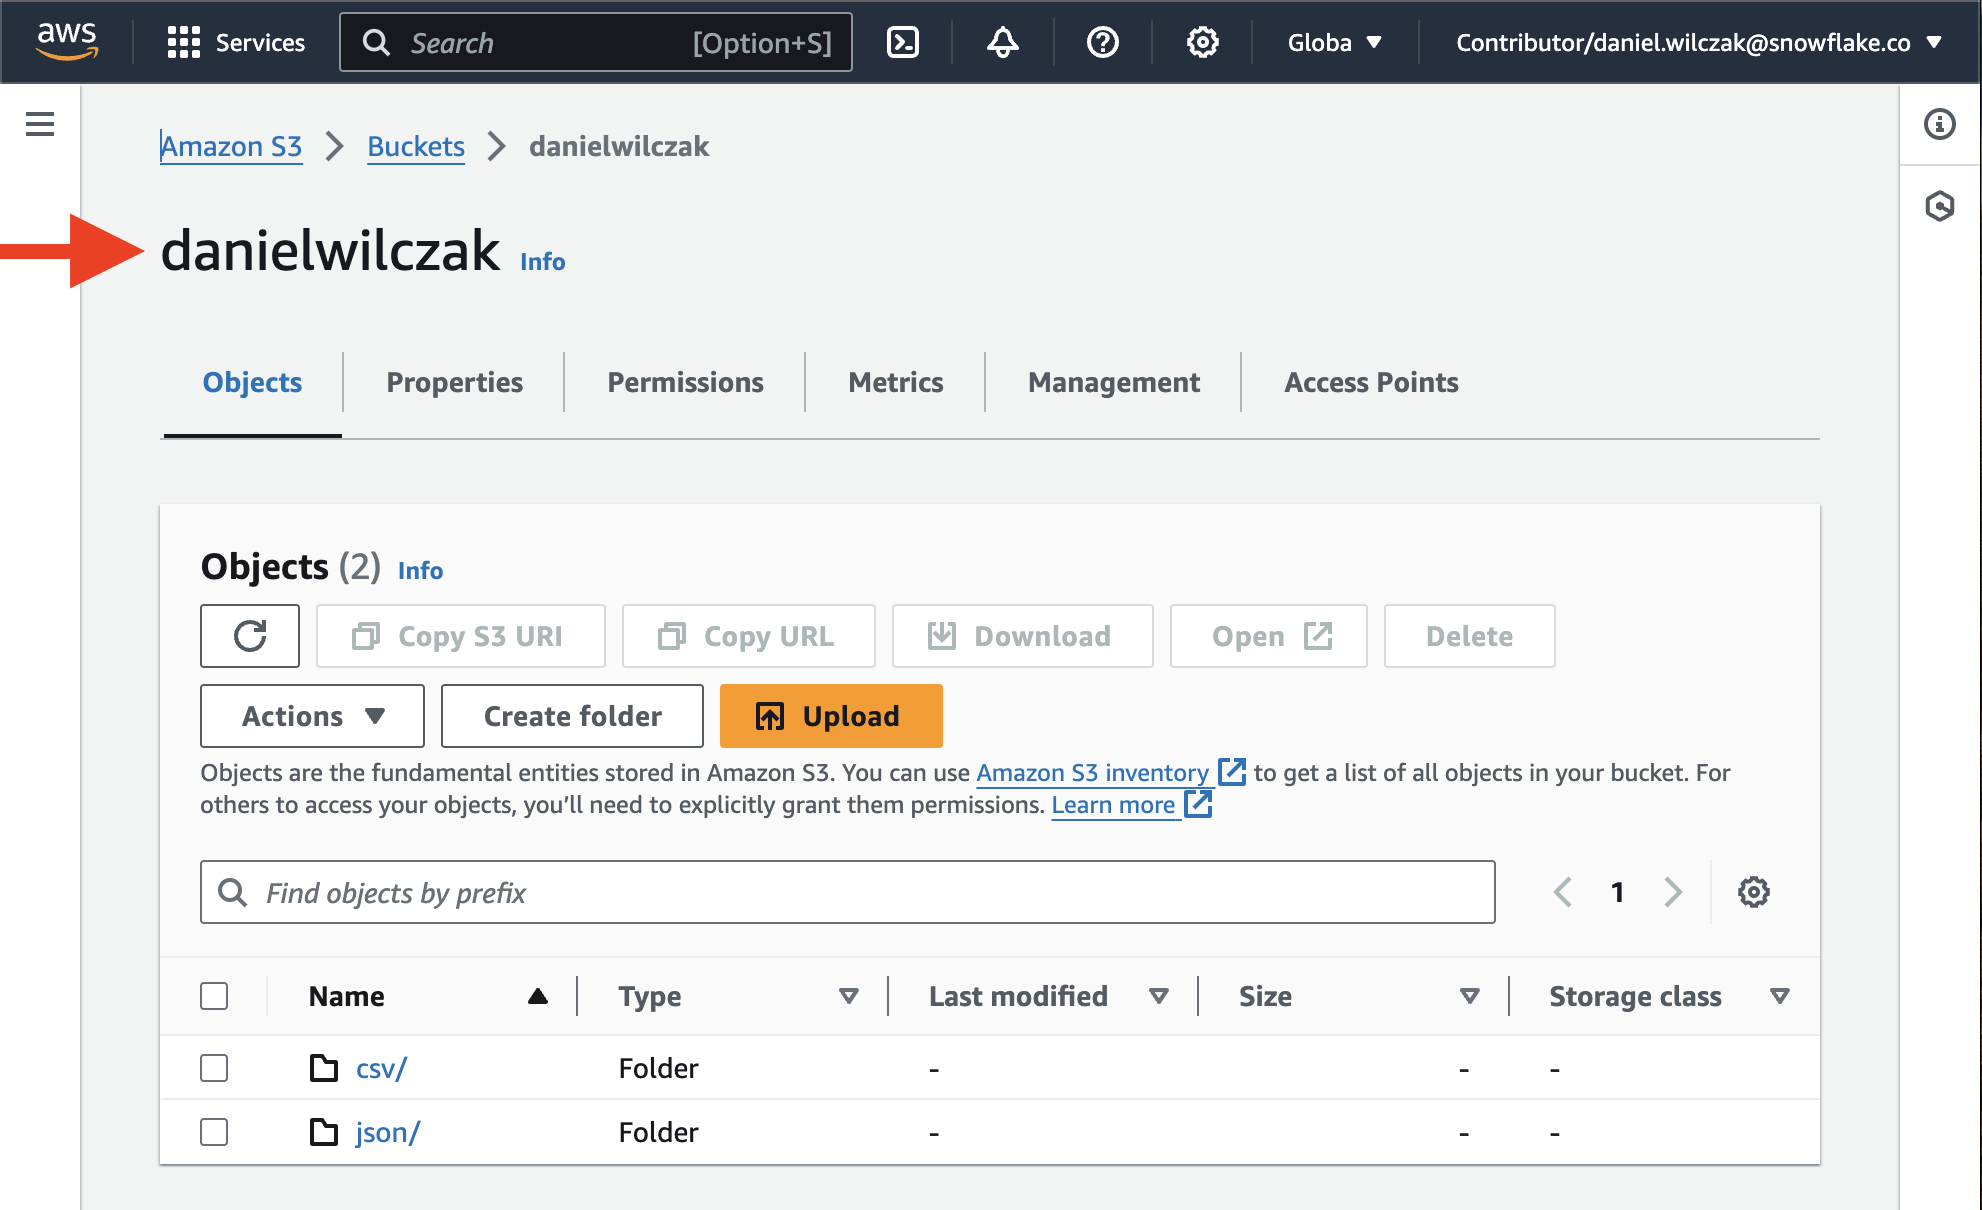 aws Services Search [Option+S] Globa Contributor/daniel.wilczak@snowflake.co
Amazon S3 Buckets danielwilczak
danielwilczak Info
Objects Properties Permissions Metrics Management Access Points
Objects (2) Info
Copy S3 URI Copy URL Download Open Delete
Actions Create folder Upload
Objects are the fundamental entities stored in Amazon S3. You can use Amazon S3 inventory to get a list of all objects in your bucket. For
others to access your objects, you’ll need to explicitly grant them permissions. Learn more
Find objects by prefix 1
Name Type Last modified Size Storage class
csv/ Folder - - -
json/ Folder - - -